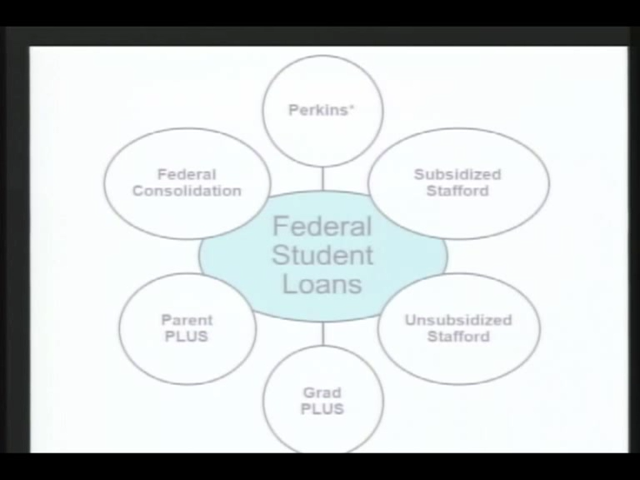 Perkins*
Federal
Consolidation
Subsidized
Stafford
Federal
Student
Loans
Parent
PLUS
Unsubsidized
Stafford
Grad
PLUS